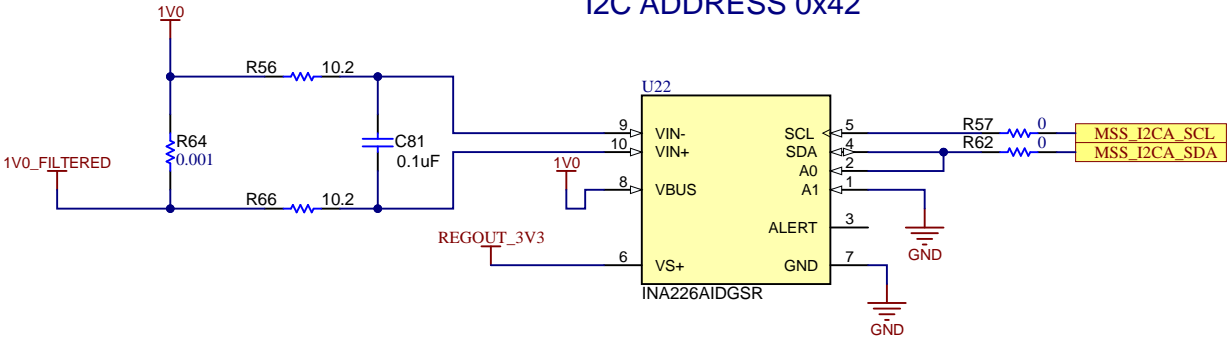 I2C ADDRESS 0x42
1V0
R56 10.2
U22
R64
0.001
C81
0.1uF
1V0_FILTERED
R66 10.2
1V0
REGOUT_3V3
9 VIN-
10 VIN+
8 VBUS
6 VS+
SCL 5
SDA 4
A0 2
A1 1
ALERT 3
GND 7
INA226AIDGSR
R57 0
R62 0
MSS_I2CA_SCL
MSS_I2CA_SDA
GND
GND